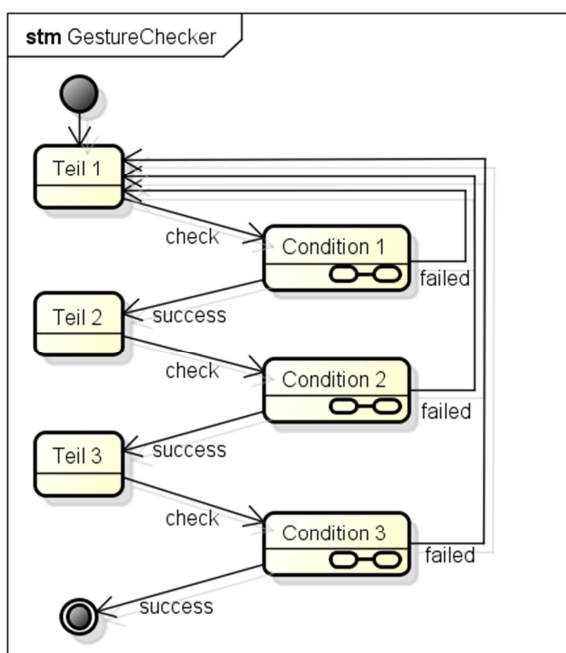 stm GestureChecker
Teil 1
check
Condition 1
failed
Teil 2
success
check
Condition 2
failed
Teil 3
success
check
Condition 3
failed
success